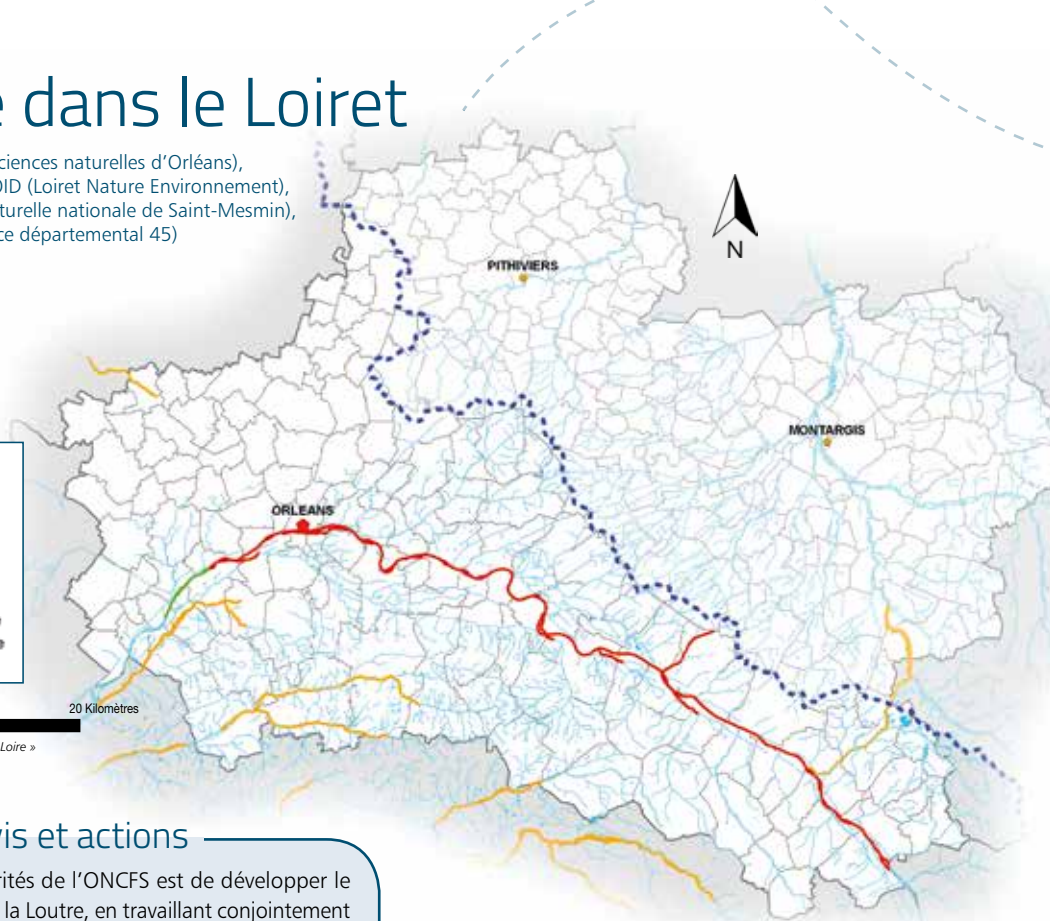 dans le Loiret
ciences naturelles d'Orléans),
OID (Loiret Nature Environnement),
turelle nationale de Saint-Mesmin),
ce départemental 45)
N
PITHIVIERS
MONTARGIS
ORLEANS
20 Kilomètres
Loire »
vis et actions
rités de l'ONCFS est de développer le
la Loutre, en travaillant conjointement